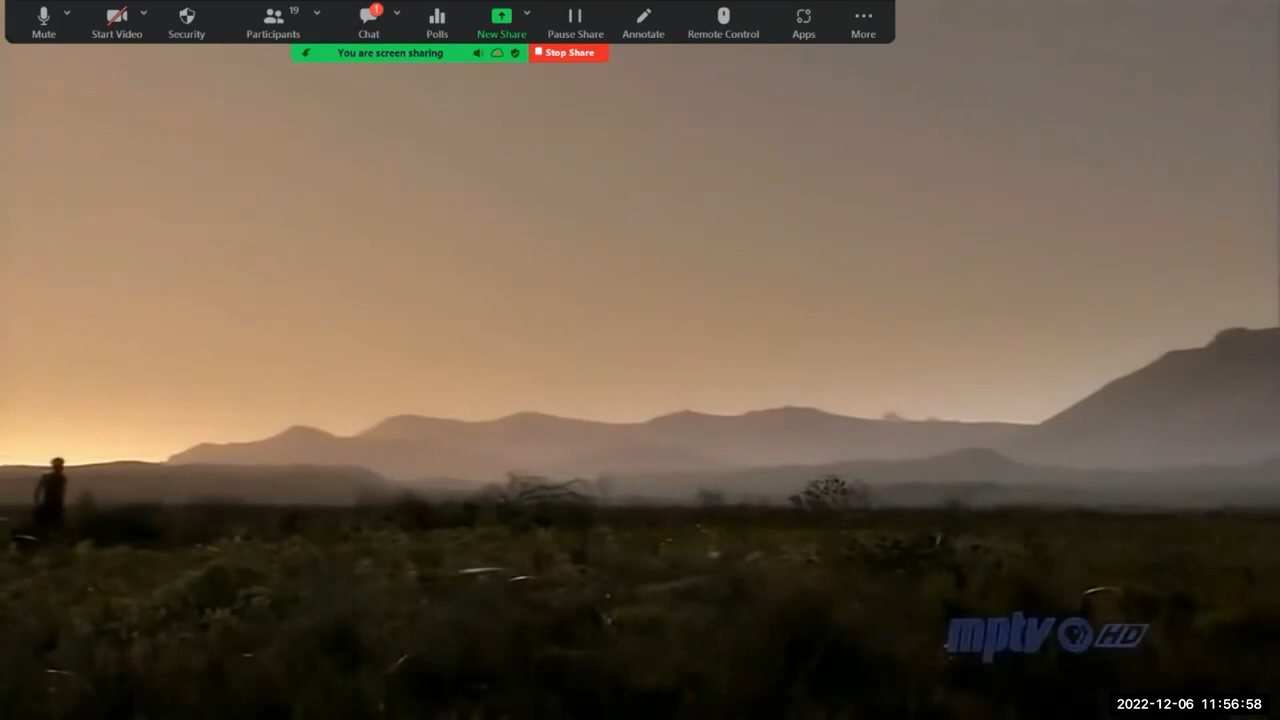 Mute
Start Video
Security
Participants
19
Chat
1
Polls
New Share
Pause Share
Annotate
Remote Control
Apps
More
You are screen sharing
Stop Share
mptv HD
2022-12-06 11:56:58